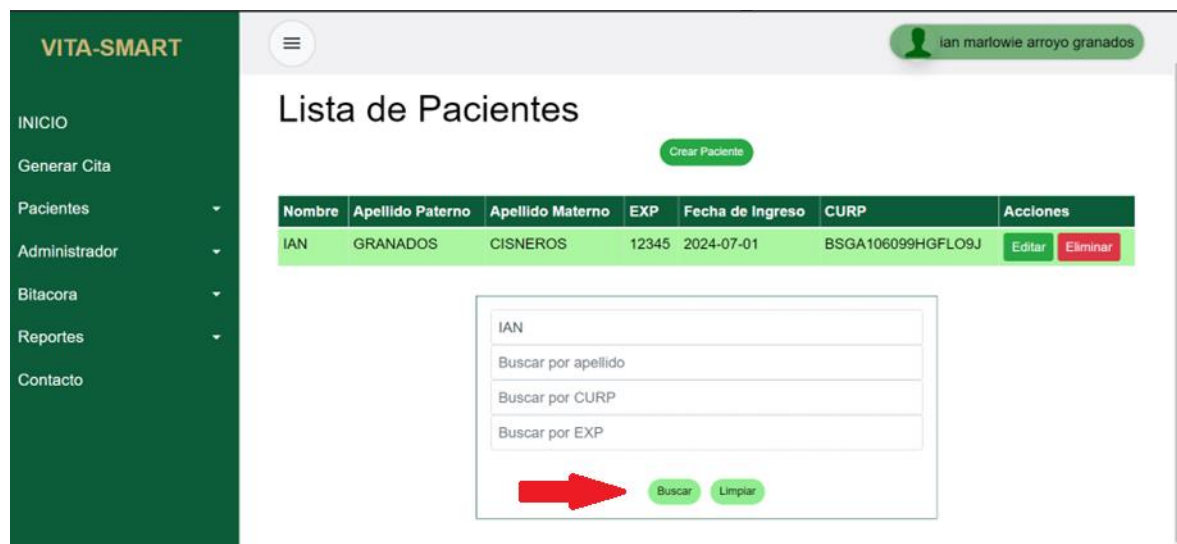 VITA-SMART
ian marlowie arroyo granados
INICIO
Generar Cita
Pacientes
Administrador
Bitacora
Reportes
Contacto
Lista de Pacientes
Crear Paciente
Nombre Apellido Paterno Apellido Materno EXP Fecha de Ingreso CURP Acciones
IAN GRANADOS CISNEROS 12345 2024-07-01 BSGA106099HGFLO9J Editar Eliminar
IAN
Buscar por apellido
Buscar por CURP
Buscar por EXP
Buscar Limpiar